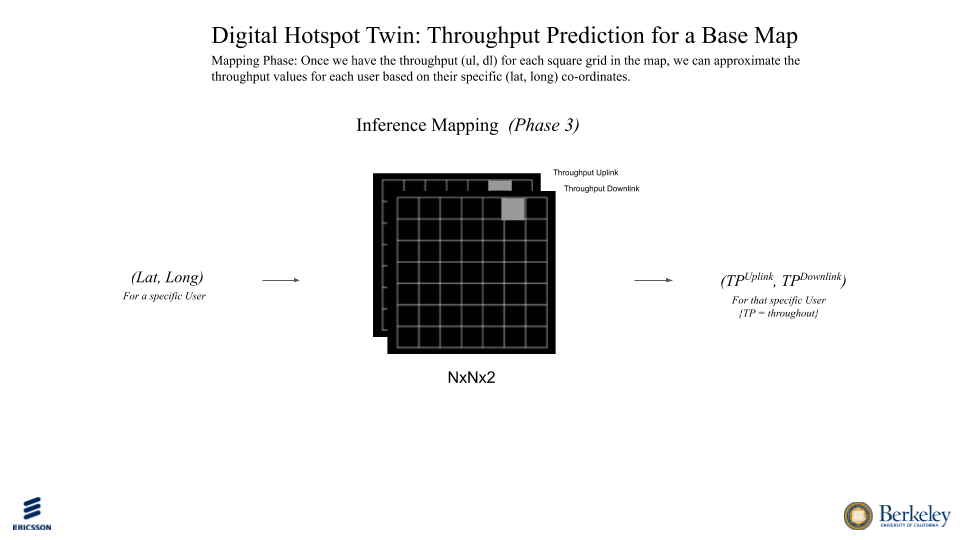 Digital Hotspot Twin: Throughput Prediction for a Base Map
Mapping Phase: Once we have the throughput (ul, dl) for each square grid in the map, we can approximate the
throughput values for each user based on their specific (lat, long) co-ordinates.
Inference Mapping (Phase 3)
Throughput Uplink
Throughput Downlink
(Lat, Long)
For a specific User
(TP^Uplink, TP^Downlink)
For that specific User
{TP = throughout}
NxNx2
ERICSSON
Berkeley
UNIVERSITY OF CALIFORNIA